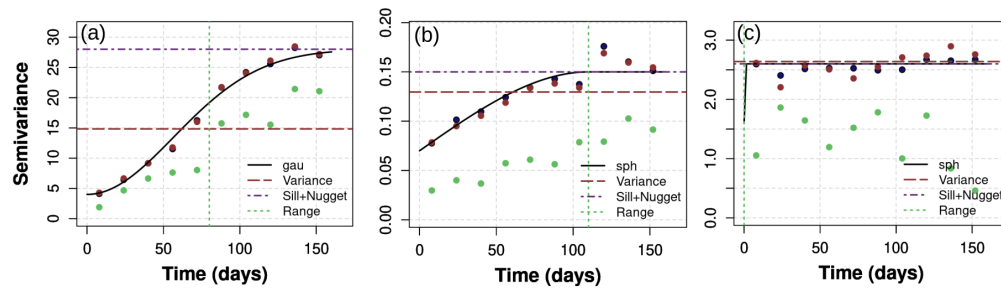 Semivariance
(a)
30
25
20
15
10
5
0
0 50 100 150
Time (days)
gau
Variance
Sill+Nugget
Range
(b)
0.20
0.15
0.10
0.05
0.00
0 50 100 150
Time (days)
sph
Variance
Sill+Nugget
Range
(c)
3.0
2.0
1.0
0.0
0 50 100 150
Time (days)
sph
Variance
Sill+Nugget
Range